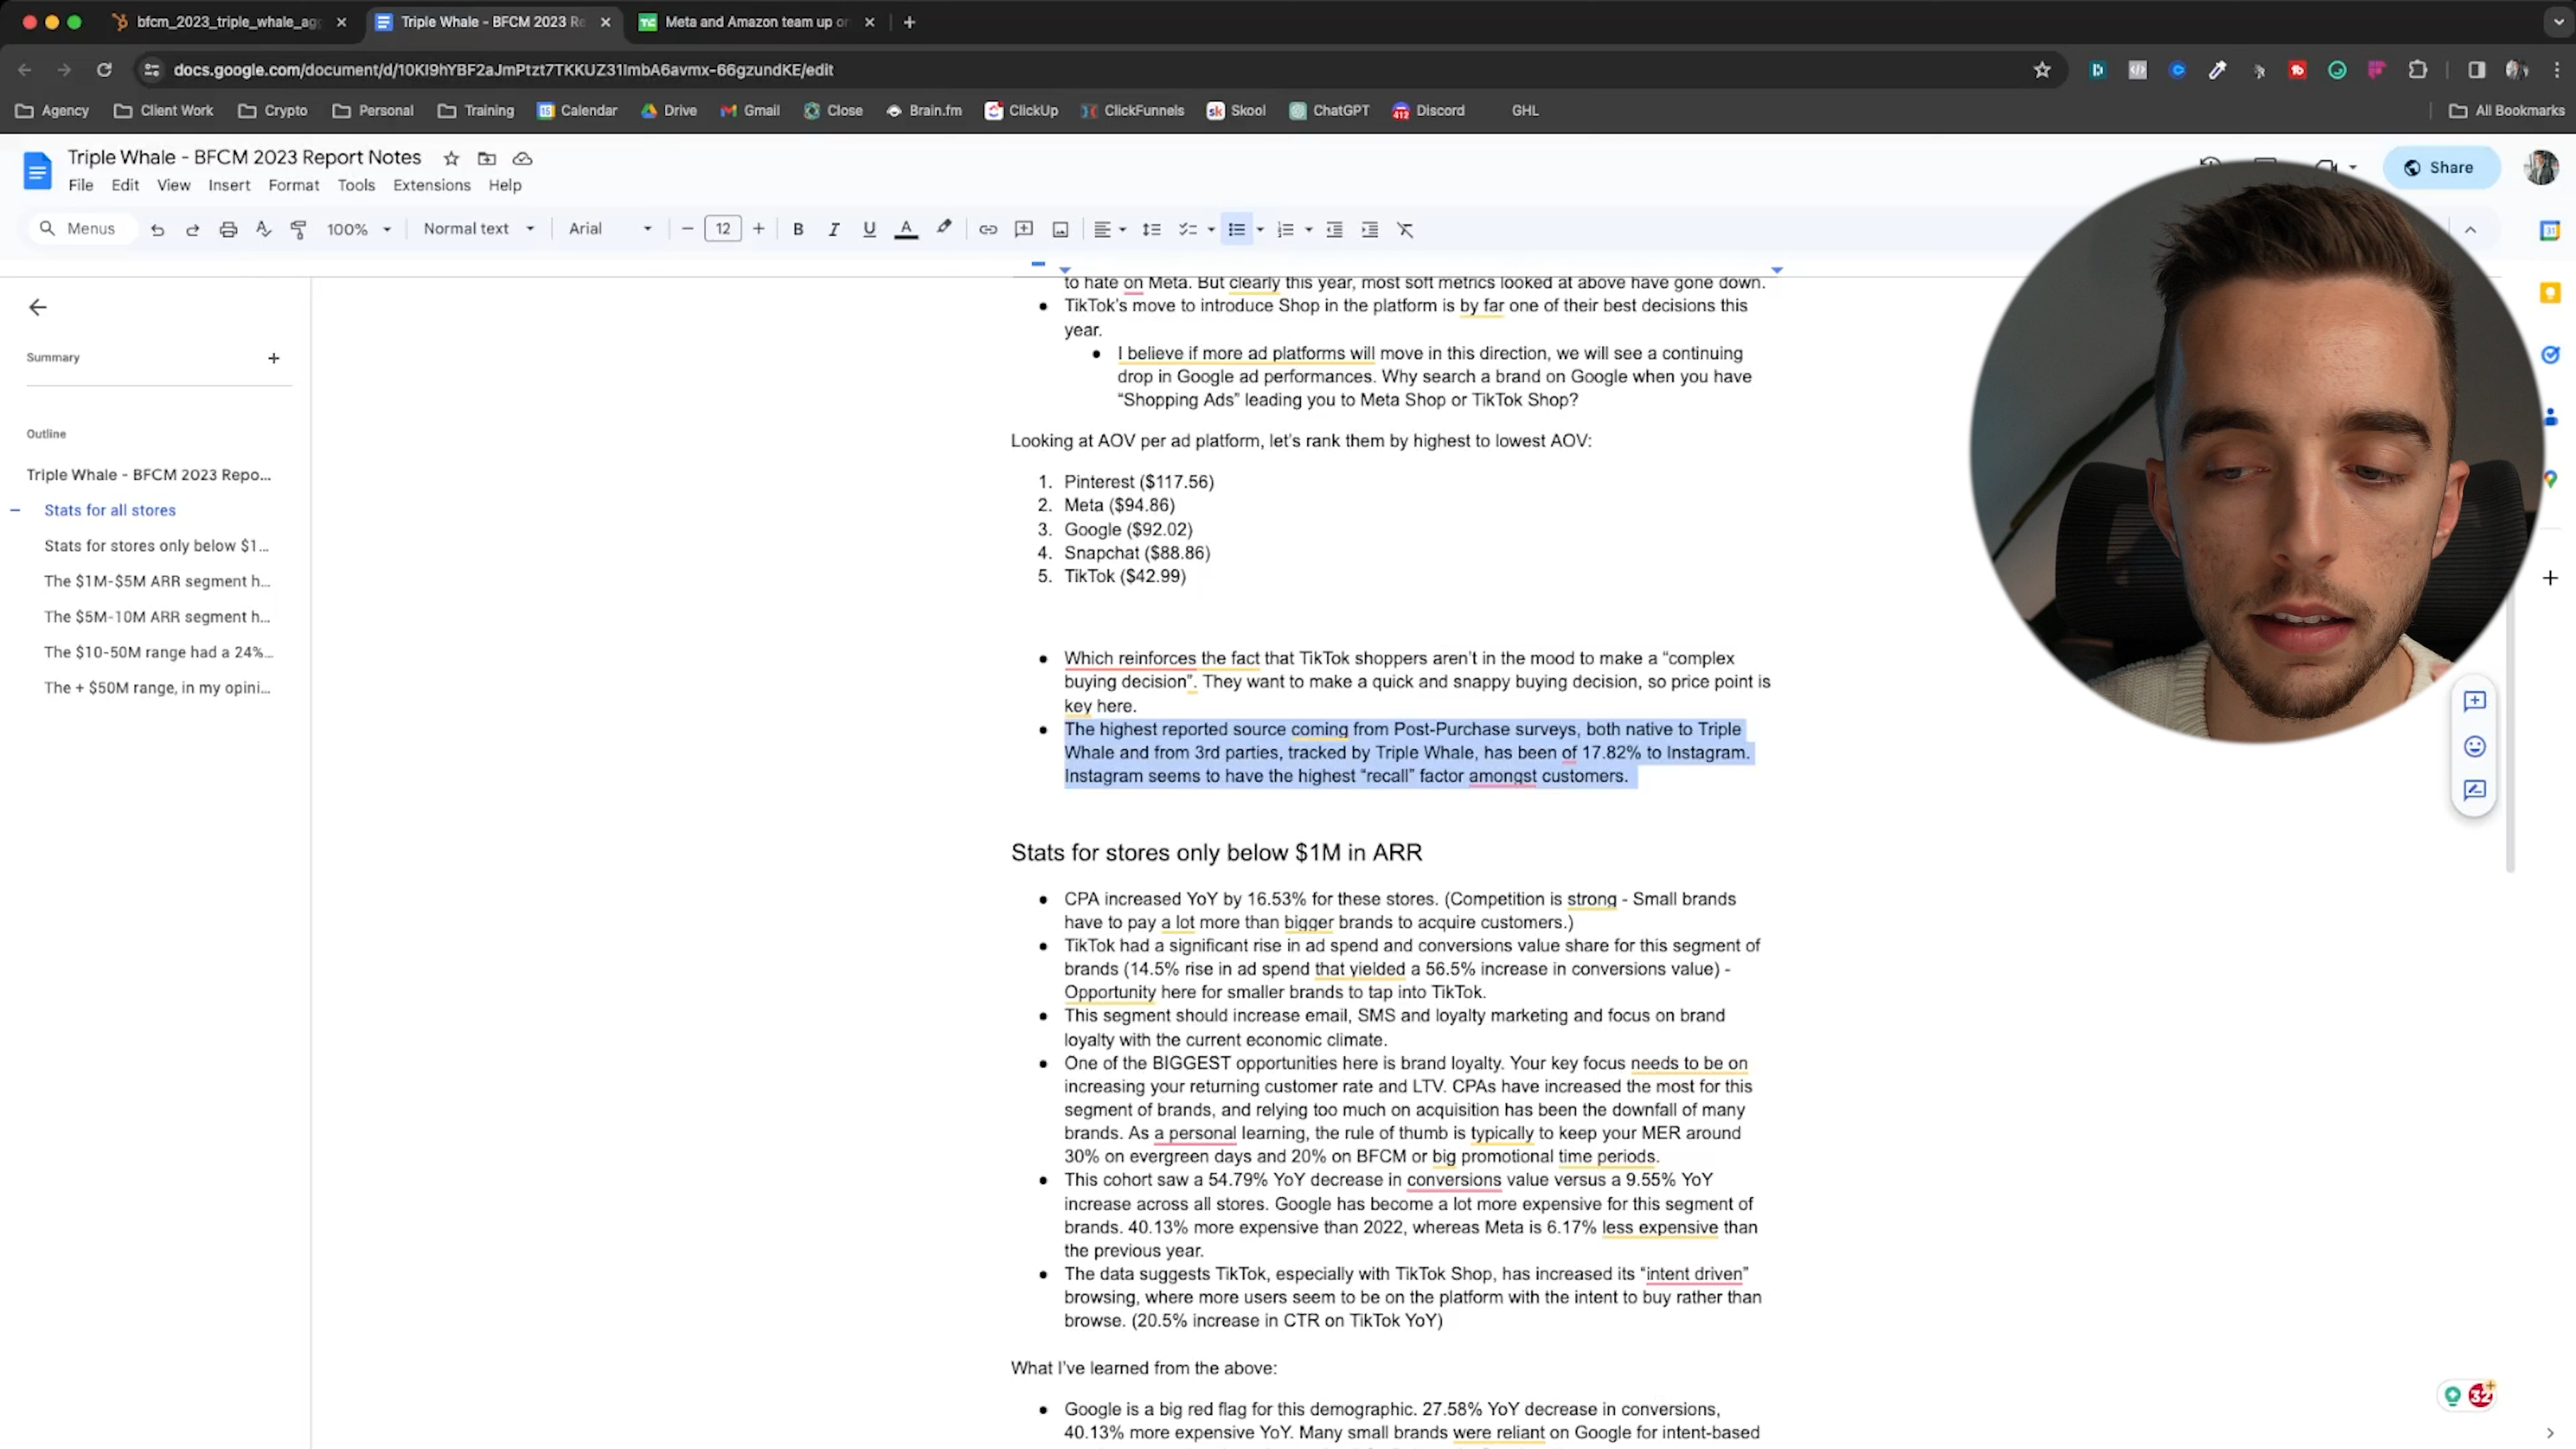 bfcm_2023_triple_whale_ag
Triple Whale - BFCM 2023 Re
Meta and Amazon team up o
docs.google.com/document/d/10KI9hYBF2aJmPtzt7TKKUZ31ImbA6avmx-66gzundKE/edit
Agency Client Work Crypto Personal Training Calendar Drive Gmail Close Brain.fm ClickUp ClickFunnels Skool ChatGPT Discord GHL All Bookmarks
Triple Whale - BFCM 2023 Report Notes
File Edit View Insert Format Tools Extensions Help
Share
Menus 100% Normal text Arial 12
Summary
Outline
Triple Whale - BFCM 2023 Repo...
Stats for all stores
Stats for stores only below $1...
The $1M-$5M ARR segment h...
The $5M-10M ARR segment h...
The $10-50M range had a 24%...
The + $50M range, in my opini...
to hate on Meta. But clearly this year, most soft metrics looked at above have gone down.
● TikTok's move to introduce Shop in the platform is by far one of their best decisions this
year.
● I believe if more ad platforms will move in this direction, we will see a continuing
drop in Google ad performances. Why search a brand on Google when you have
“Shopping Ads” leading you to Meta Shop or TikTok Shop?
Looking at AOV per ad platform, let's rank them by highest to lowest AOV:
1. Pinterest ($117.56)
2. Meta ($94.86)
3. Google ($92.02)
4. Snapchat ($88.86)
5. TikTok ($42.99)
● Which reinforces the fact that TikTok shoppers aren't in the mood to make a “complex
buying decision”. They want to make a quick and snappy buying decision, so price point is
key here.
● The highest reported source coming from Post-Purchase surveys, both native to Triple
Whale and from 3rd parties, tracked by Triple Whale, has been of 17.82% to Instagram.
Instagram seems to have the highest “recall” factor amongst customers.
Stats for stores only below $1M in ARR
● CPA increased YoY by 16.53% for these stores. (Competition is strong - Small brands
have to pay a lot more than bigger brands to acquire customers.)
● TikTok had a significant rise in ad spend and conversions value share for this segment of
brands (14.5% rise in ad spend that yielded a 56.5% increase in conversions value) -
Opportunity here for smaller brands to tap into TikTok.
● This segment should increase email, SMS and loyalty marketing and focus on brand
loyalty with the current economic climate.
● One of the BIGGEST opportunities here is brand loyalty. Your key focus needs to be on
increasing your returning customer rate and LTV. CPAs have increased the most for this
segment of brands, and relying too much on acquisition has been the downfall of many
brands. As a personal learning, the rule of thumb is typically to keep your MER around
30% on evergreen days and 20% on BFCM or big promotional time periods.
● This cohort saw a 54.79% YoY decrease in conversions value versus a 9.55% YoY
increase across all stores. Google has become a lot more expensive for this segment of
brands. 40.13% more expensive than 2022, whereas Meta is 6.17% less expensive than
the previous year.
● The data suggests TikTok, especially with TikTok Shop, has increased its “intent driven”
browsing, where more users seem to be on the platform with the intent to buy rather than
browse. (20.5% increase in CTR on TikTok YoY)
What I've learned from the above:
● Google is a big red flag for this demographic. 27.58% YoY decrease in conversions,
40.13% more expensive YoY. Many small brands were reliant on Google for intent-based
32